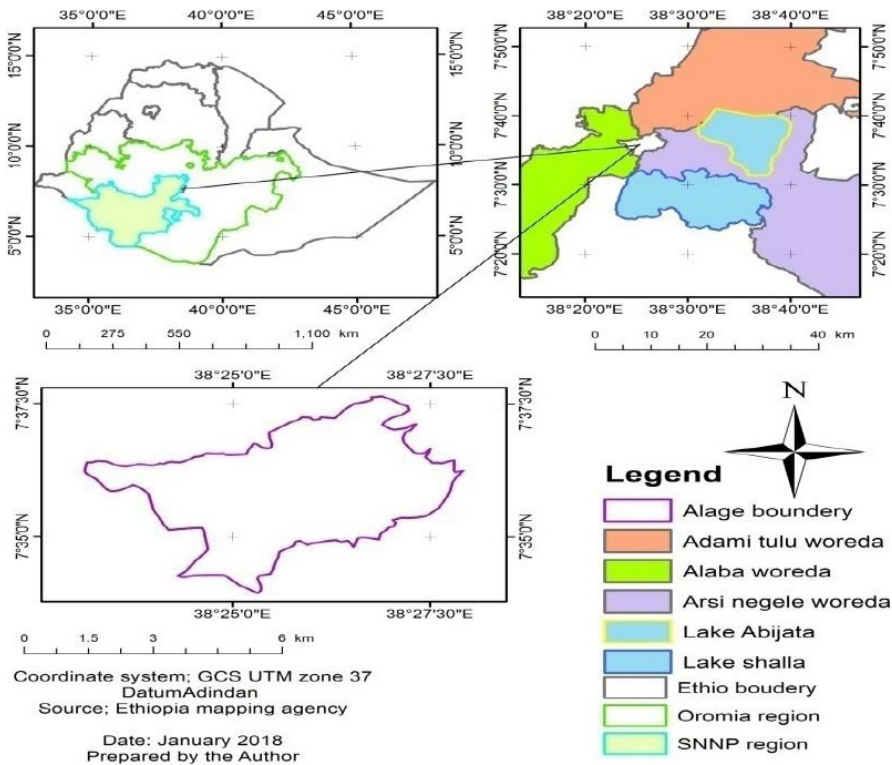 35°0'0"E 40°0'0"E 45°0'0"E
15°0'0"N
10°0'0"N
5°0'0"N
15°0'0"N
10°0'0"N
5°0'0"N
35°0'0"E 40°0'0"E 45°0'0"E
0 275 550 1,100 km
38°20'0"E 38°30'0"E 38°40'0"E
7°50'0"N
7°40'0"N
7°30'0"N
7°20'0"N
7°50'0"N
7°40'0"N
7°30'0"N
7°20'0"N
38°20'0"E 38°30'0"E 38°40'0"E
0 10 20 40 km
38°25'0"E 38°27'30"E
7°37'30"N
7°35'0"N
7°37'30"N
7°35'0"N
38°25'0"E 38°27'30"E
0 1.5 3 6 km
Coordinate system; GCS UTM zone 37
DatumAdindan
Source; Ethiopia mapping agency
Date: January 2018
Prepared by the Author
N
Legend
Alage boundery
Adami tulu woreda
Alaba woreda
Arsi negele woreda
Lake Abijata
Lake shalla
Ethio boudery
Oromia region
SNNP region